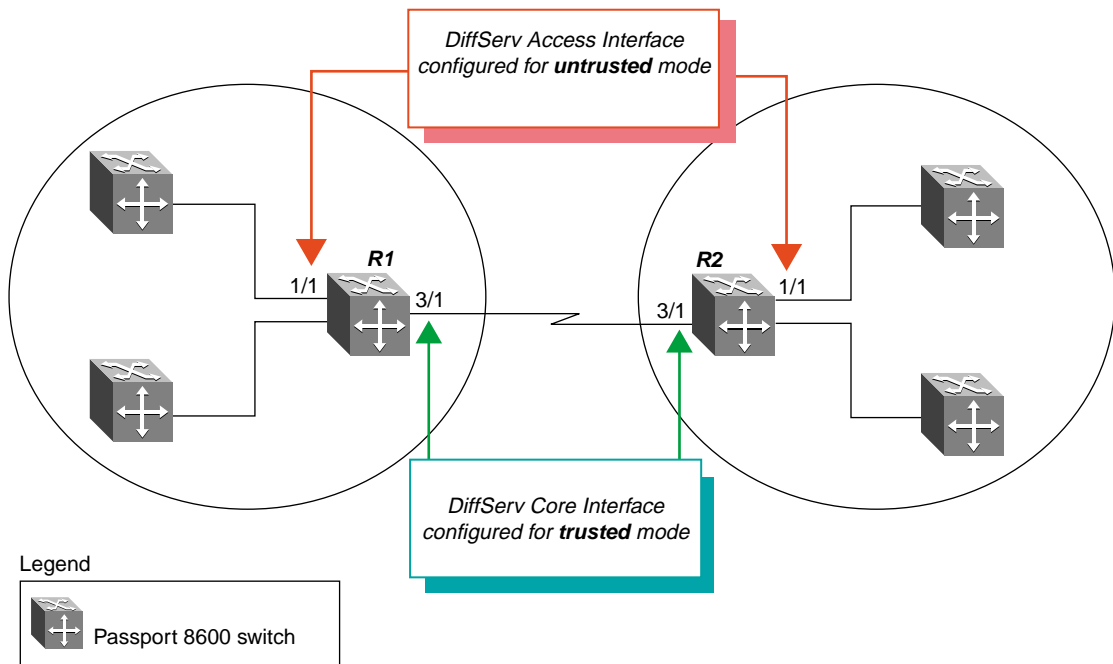 DiffServ Access Interface
configured for untrusted mode
R1
R2
1/1
1/1
3/1
3/1
DiffServ Core Interface
configured for trusted mode
Legend
Passport 8600 switch